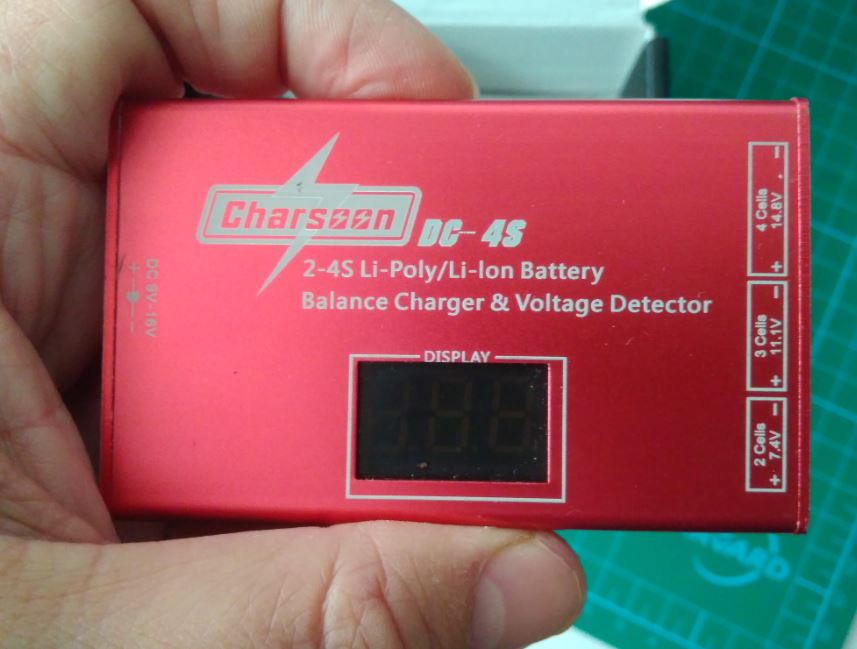 Charsoon DC-4S
2-4S Li-Poly/Li-Ion Battery
Balance Charger & Voltage Detector
DISPLAY
DC 9V-16V
+ -
4 Cells
14.8V
+ -
3 Cells
11.1V
+ -
2 Cells
7.4V
+ -